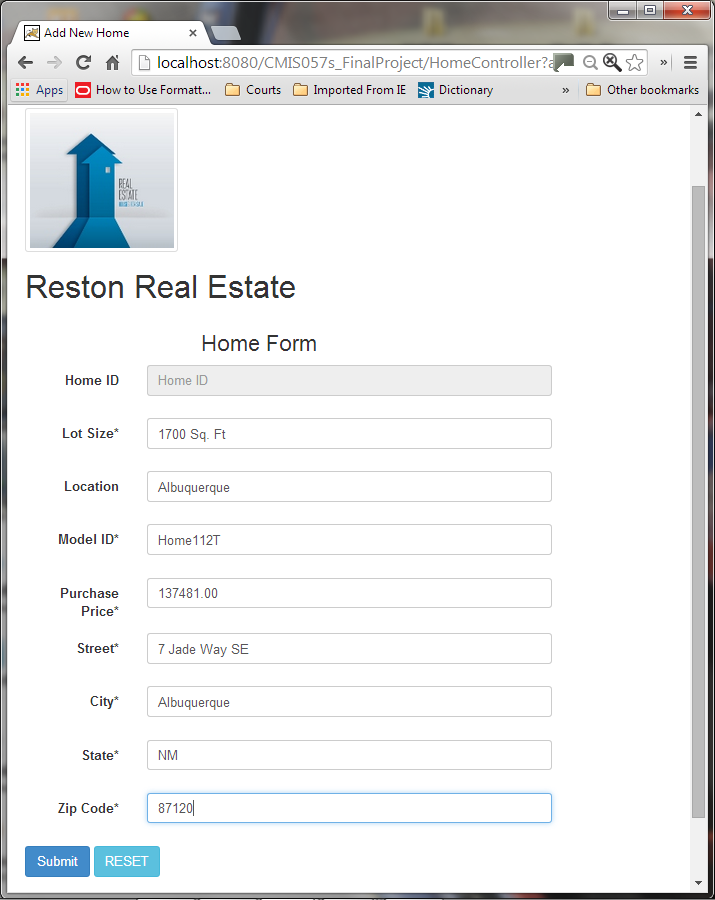 Add New Home
localhost:8080/CMIS057s_FinalProject/HomeController?a
Apps How to Use Formatt... Courts Imported From IE Dictionary » Other bookmarks
REAL
ESTATE
Reston Real Estate
Home Form
Home ID Home ID
Lot Size* 1700 Sq. Ft
Location Albuquerque
Model ID* Home112T
Purchase Price* 137481.00
Street* 7 Jade Way SE
City* Albuquerque
State* NM
Zip Code* 87120
Submit RESET